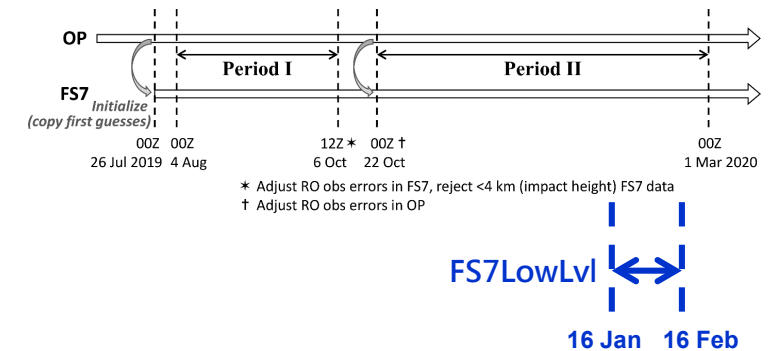 OP
Period I
Period II
FS7
Initialize
(copy first guesses)
00Z 00Z 12Z ✶ 00Z † 00Z
26 Jul 2019 4 Aug 6 Oct 22 Oct 1 Mar 2020
✶ Adjust RO obs errors in FS7, reject <4 km (impact height) FS7 data
† Adjust RO obs errors in OP
FS7LowLvl
16 Jan 16 Feb